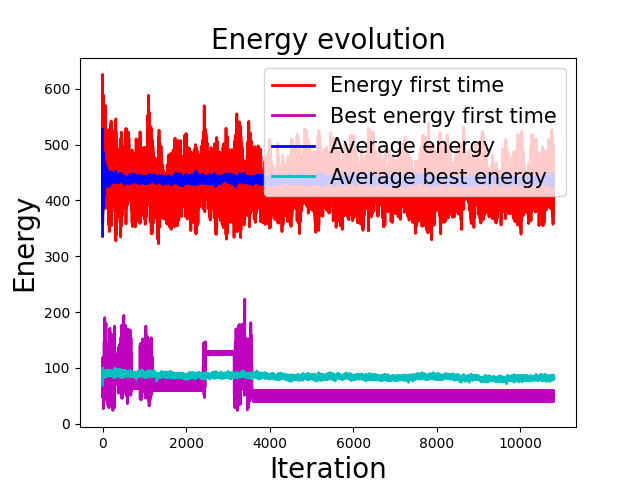 Energy evolution
Energy first time
Best energy first time
Average energy
Average best energy
600
500
400
300
200
100
0
Energy
0 2000 4000 6000 8000 10000
Iteration